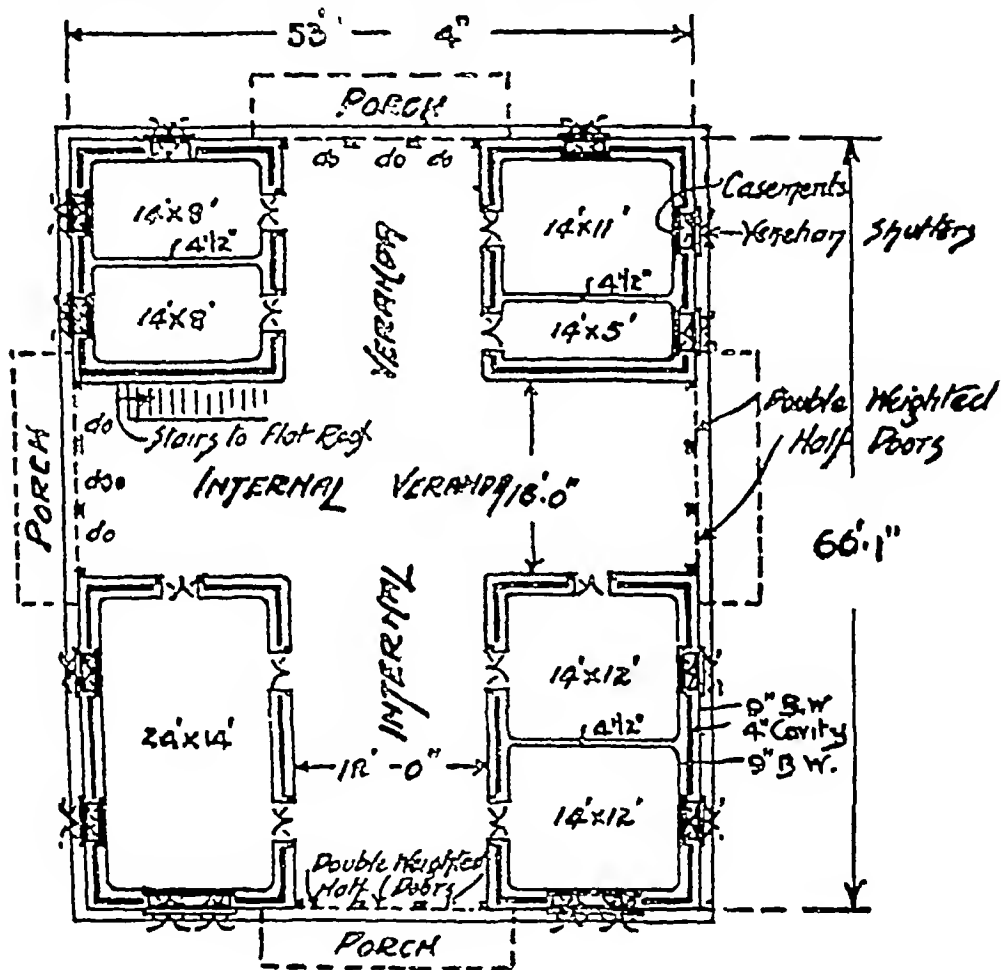 53' - 4"
PORCH
do do do
14'x8'
4½"
14'x8'
VERANDA
14'x11'
4½"
14'x5'
Casements
Venetian Shutters
PORCH
do
do
do
Stairs to Flat Roof
INTERNAL VERANDA
16'-0"
Double Weighted
Half Doors
66'-1"
INTERNAL
24'x14'
12'-0"
14'x12'
4½"
14'x12'
9" B.W
4" Cavity
9" B.W.
Double Weighted
Half Doors
PORCH